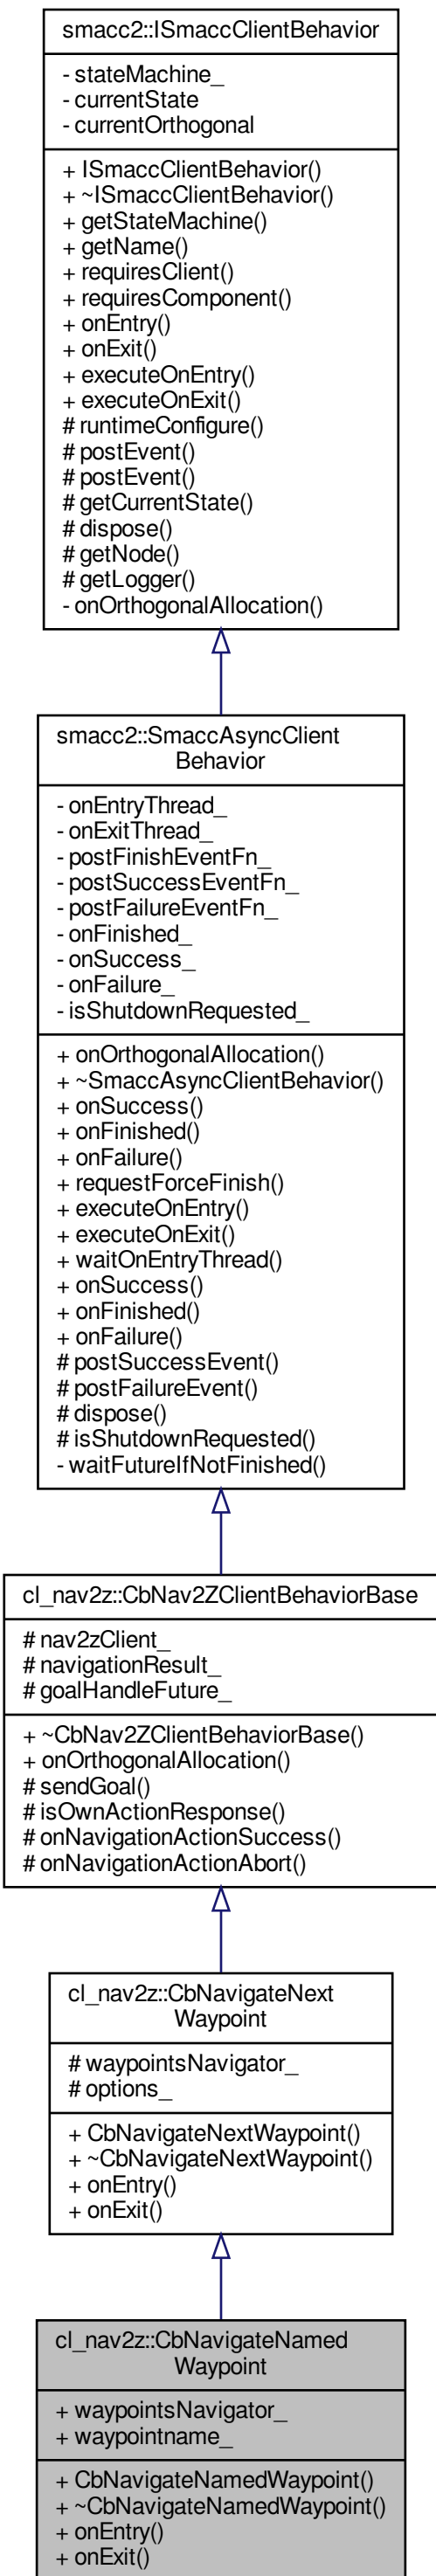 smacc2::ISmaccClientBehavior
- stateMachine_
- currentState
- currentOrthogonal
+ ISmaccClientBehavior()
+ ~ISmaccClientBehavior()
+ getStateMachine()
+ getName()
+ requiresClient()
+ requiresComponent()
+ onEntry()
+ onExit()
+ executeOnEntry()
+ executeOnExit()
# runtimeConfigure()
# postEvent()
# postEvent()
# getCurrentState()
# dispose()
# getNode()
# getLogger()
- onOrthogonalAllocation()
smacc2::SmaccAsyncClient
Behavior
- onEntryThread_
- onExitThread_
- postFinishEventFn_
- postSuccessEventFn_
- postFailureEventFn_
- onFinished_
- onSuccess_
- onFailure_
- isShutdownRequested_
+ onOrthogonalAllocation()
+ ~SmaccAsyncClientBehavior()
+ onSuccess()
+ onFinished()
+ onFailure()
+ requestForceFinish()
+ executeOnEntry()
+ executeOnExit()
+ waitOnEntryThread()
+ onSuccess()
+ onFinished()
+ onFailure()
# postSuccessEvent()
# postFailureEvent()
# dispose()
# isShutdownRequested()
- waitFutureIfNotFinished()
cl_nav2z::CbNav2ZClientBehaviorBase
# nav2zClient_
# navigationResult_
# goalHandleFuture_
+ ~CbNav2ZClientBehaviorBase()
+ onOrthogonalAllocation()
# sendGoal()
# isOwnActionResponse()
# onNavigationActionSuccess()
# onNavigationActionAbort()
cl_nav2z::CbNavigateNext
Waypoint
# waypointsNavigator_
# options_
+ CbNavigateNextWaypoint()
+ ~CbNavigateNextWaypoint()
+ onEntry()
+ onExit()
cl_nav2z::CbNavigateNamed
Waypoint
+ waypointsNavigator_
+ waypointname_
+ CbNavigateNamedWaypoint()
+ ~CbNavigateNamedWaypoint()
+ onEntry()
+ onExit()